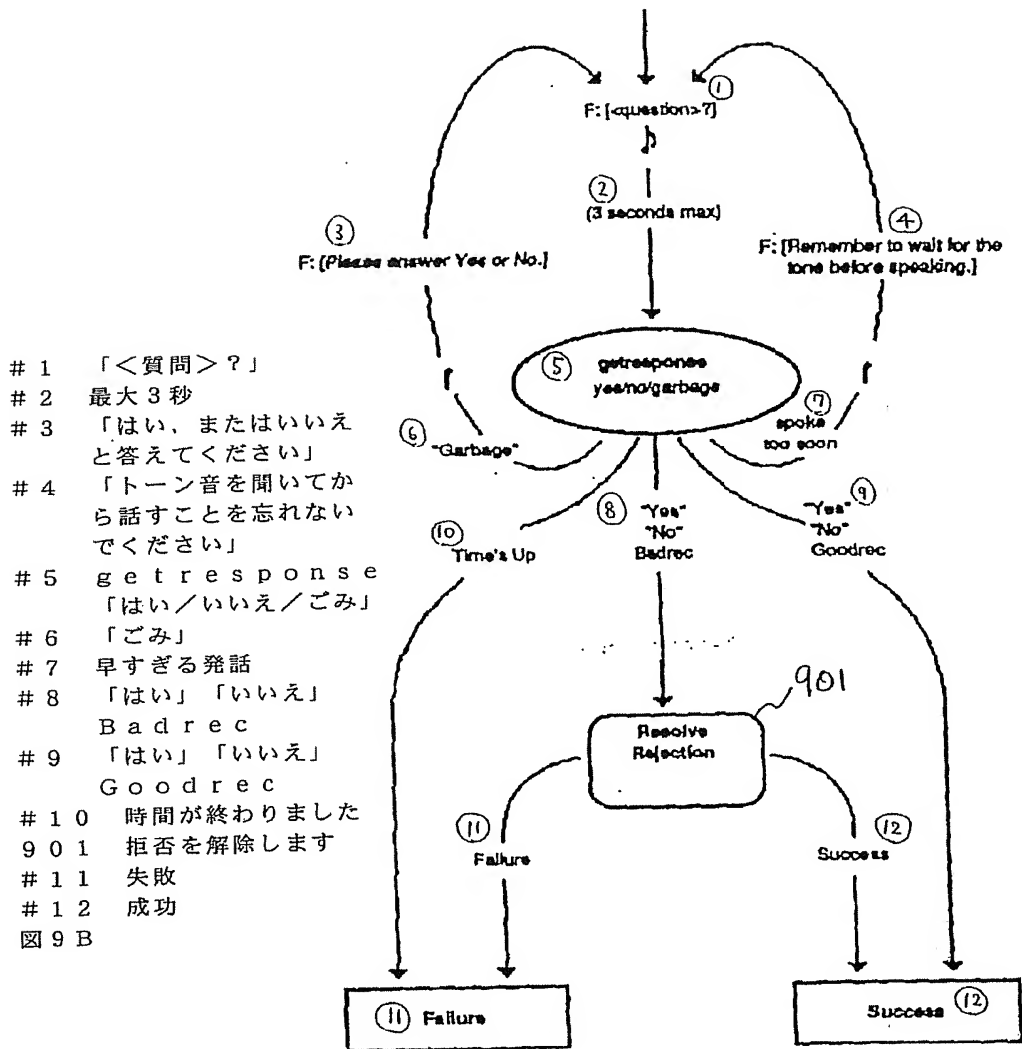 ①
F: [<question>?]
②
(3 seconds max)
③
F: [Please answer Yes or No.]
④
F: [Remember to wait for the
tone before speaking.]
⑤ getresponse
yes/no/garbage
⑥ "Garbage"
⑦
spoke
too soon
⑧ "Yes"
"No"
Badrec
"Yes" ⑨
"No"
Goodrec
⑩
Time's Up
901
Resolve
Rejection
⑪
Failure
⑫
Success
⑪ Failure
Success ⑫
#1 「<質問>?」
#2 最大3秒
#3 「はい、またはいいえ
と答えてください」
#4 「トーン音を聞いてか
ら話すことを忘れない
でください」
#5 getresponse
「はい/いいえ/ごみ」
#6 「ごみ」
#7 早すぎる発話
#8 「はい」「いいえ」
Badrec
#9 「はい」「いいえ」
Goodrec
#10 時間が終わりました
901 拒否を解除します
#11 失敗
#12 成功
図9B